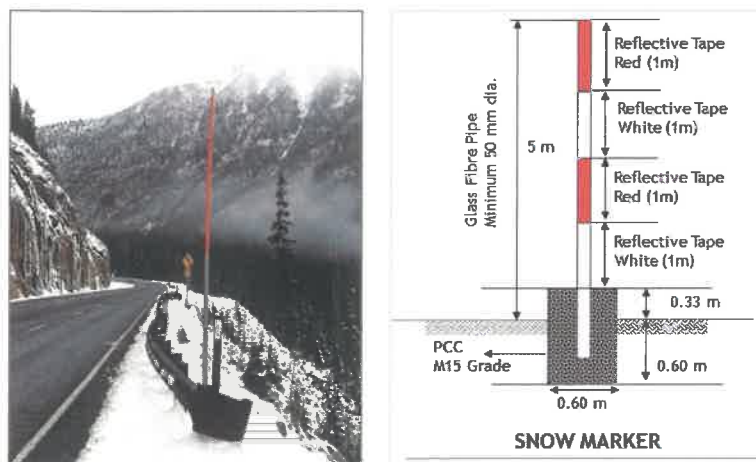 Reflective Tape
Red (1m)
Reflective Tape
White (1m)
Reflective Tape
Red (1m)
Reflective Tape
White (1m)
Glass Fibre Pipe
Minimum 50 mm dia.
5 m
0.33 m
PCC
M15 Grade
0.60 m
0.60 m
SNOW MARKER